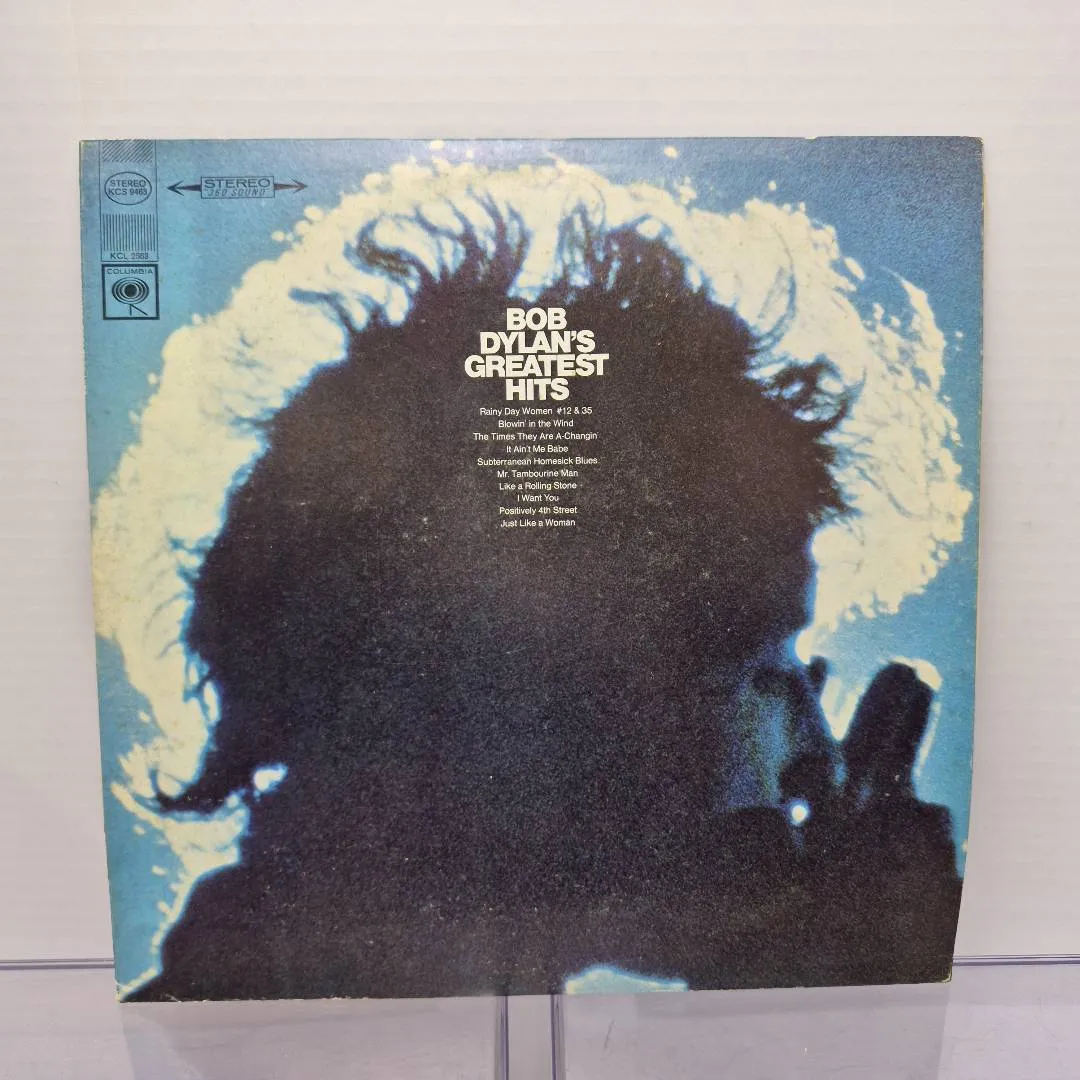 STEREO
KCS 9463
STEREO
360 SOUND
KCL 2663
COLUMBIA
BOB
DYLAN'S
GREATEST
HITS
Rainy Day Women #12 & 35
Blowin' in the Wind
The Times They Are A-Changin'
It Ain't Me Babe
Subterranean Homesick Blues
Mr. Tambourine Man
Like a Rolling Stone
I Want You
Positively 4th Street
Just Like a Woman